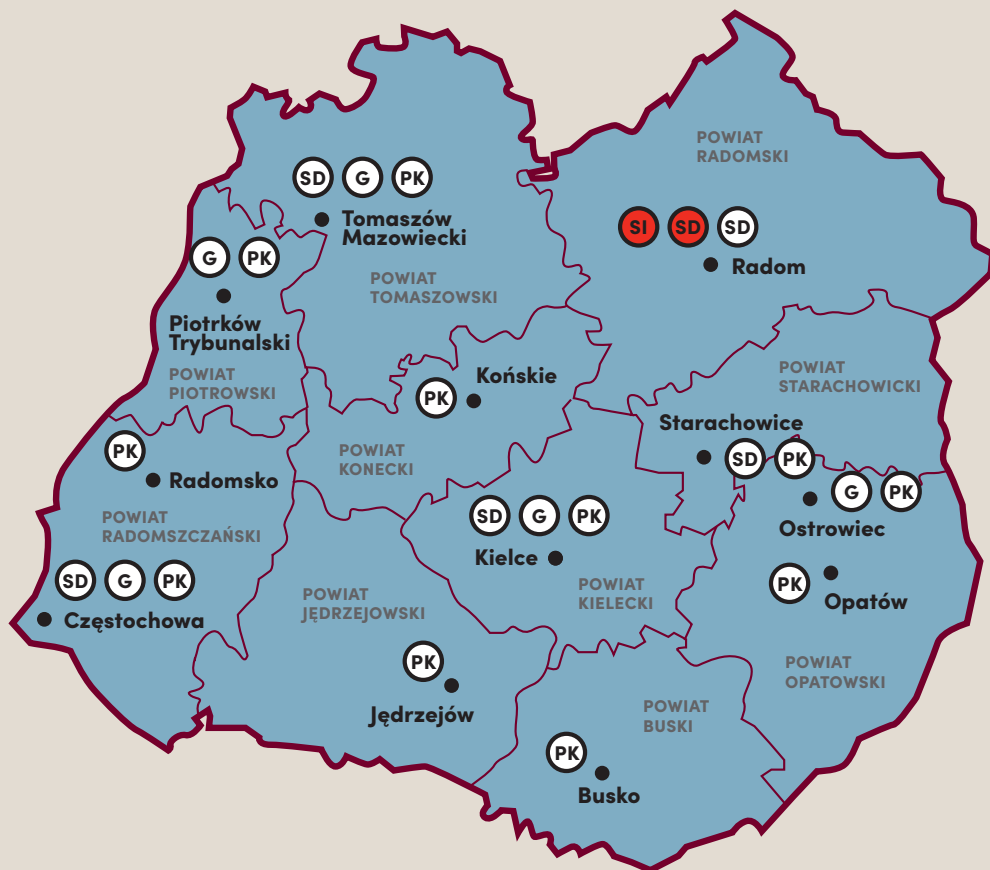 POWIAT
RADOMSKI
SD G PK
Tomaszów
Mazowiecki
SI SD SD
Radom
G PK
Piotrków
Trybunalski
POWIAT
TOMASZOWSKI
POWIAT
PIOTROWSKI
PK
Końskie
POWIAT
STARACHOWICKI
Starachowice
SD PK
PK
Radomsko
POWIAT
KONECKI
G PK
Ostrowiec
POWIAT
RADOMSZCZAŃSKI
SD G PK
Kielce
SD G PK
Częstochowa
POWIAT
JĘDRZEJOWSKI
POWIAT
KIELECKI
PK
Opatów
PK
Jędrzejów
POWIAT
OPATOWSKI
POWIAT
BUSKI
PK
Busko